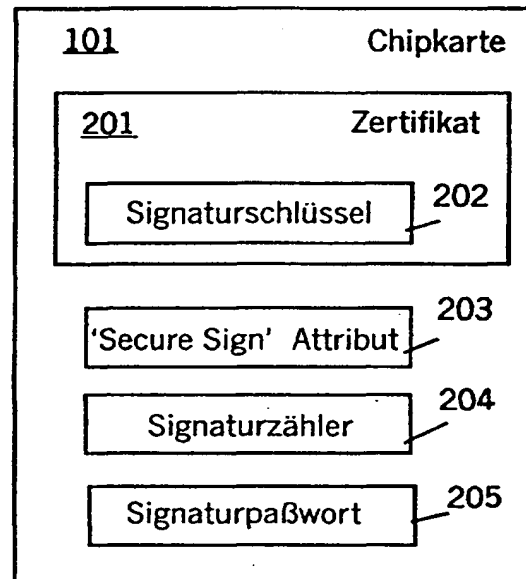 101 Chipkarte
201 Zertifikat
Signaturschlüssel 202
'Secure Sign' Attribut 203
Signaturzähler 204
Signaturpaßwort 205